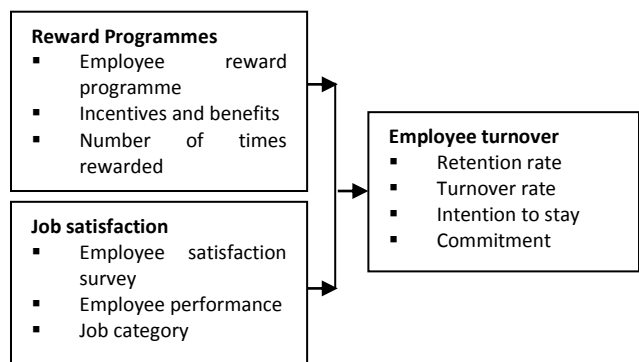 Reward Programmes
▪ Employee reward
programme
▪ Incentives and benefits
▪ Number of times
rewarded
Job satisfaction
▪ Employee satisfaction
survey
▪ Employee performance
▪ Job category
Employee turnover
▪ Retention rate
▪ Turnover rate
▪ Intention to stay
▪ Commitment